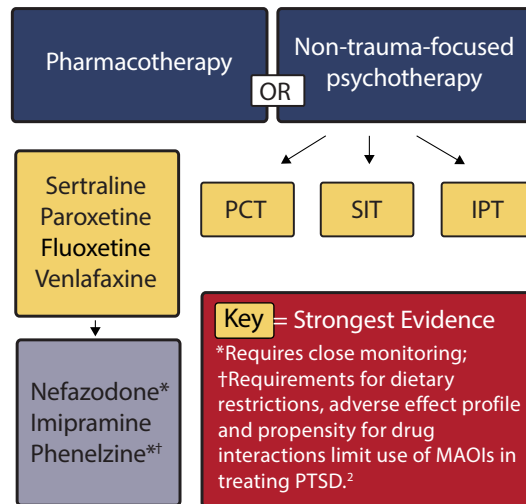 Pharmacotherapy
OR
Non-trauma-focused
psychotherapy
Sertraline
Paroxetine
Fluoxetine
Venlafaxine
PCT
SIT
IPT
Nefazodone*
Imipramine
Phenelzine*†
Key = Strongest Evidence
*Requires close monitoring;
†Requirements for dietary
restrictions, adverse effect profile
and propensity for drug
interactions limit use of MAOIs in
treating PTSD.²